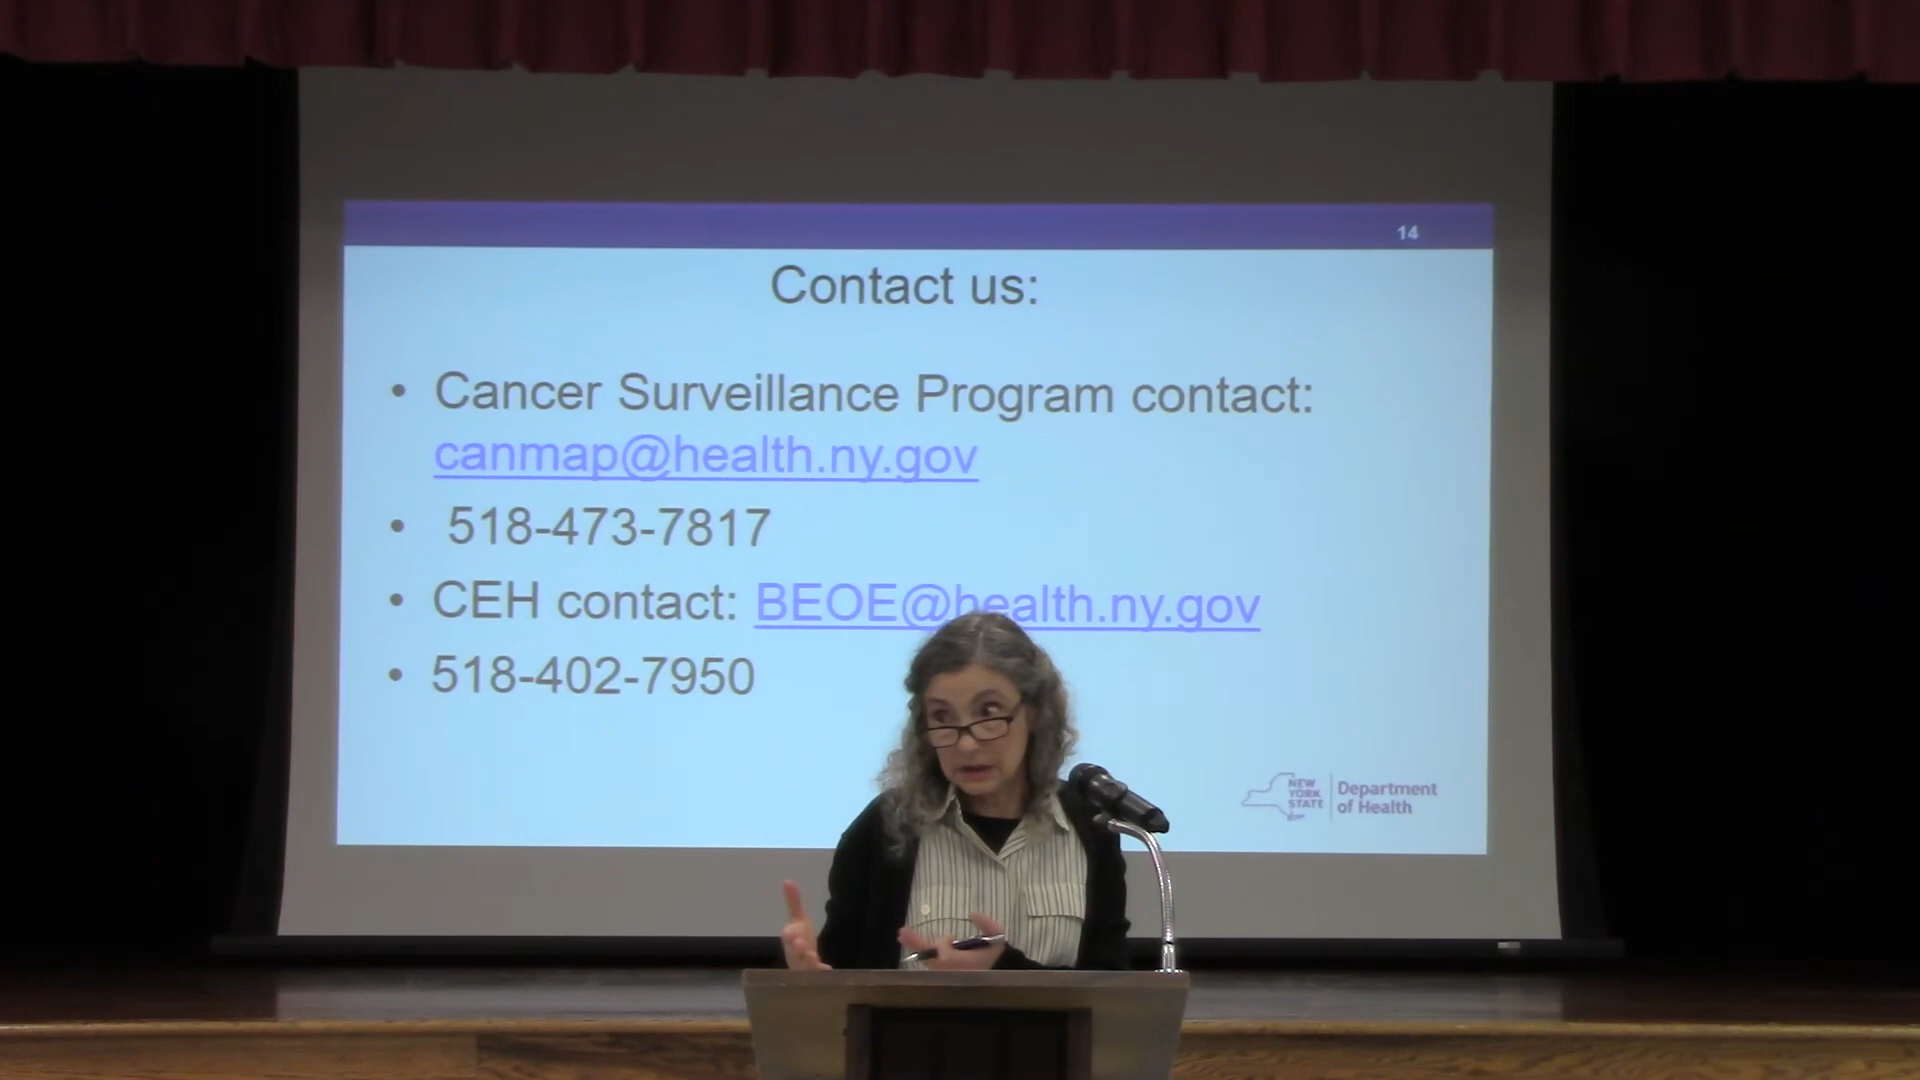 14
Contact us:
• Cancer Surveillance Program contact:
canmap@health.ny.gov
• 518-473-7817
• CEH contact: BEOE@health.ny.gov
• 518-402-7950
NEW
YORK
STATE
Department
of Health